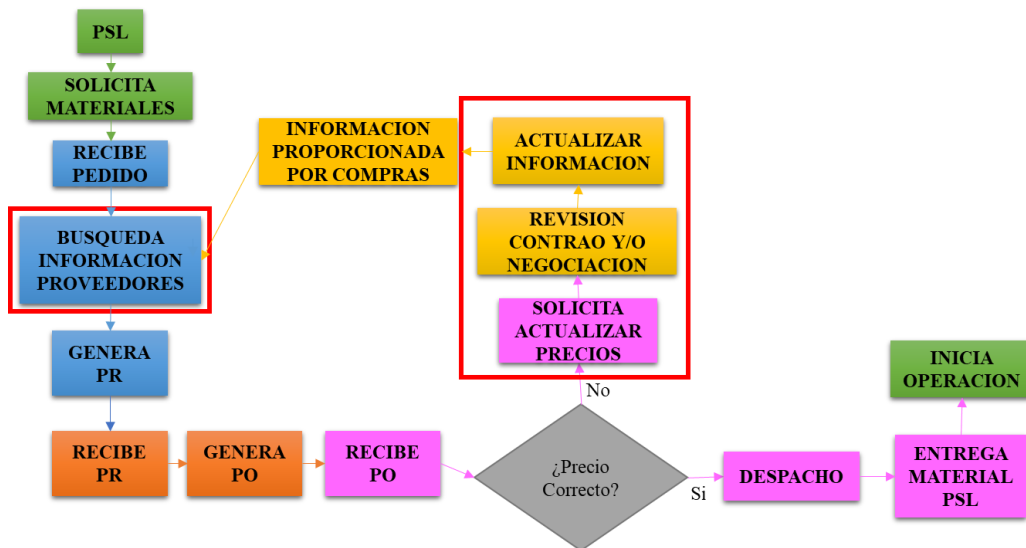 PSL
SOLICITA
MATERIALES
RECIBE
PEDIDO
BUSQUEDA
INFORMACION
PROVEEDORES
GENERA
PR
RECIBE
PR
GENERA
PO
RECIBE
PO
¿Precio
Correcto?
No
SOLICITA
ACTUALIZAR
PRECIOS
REVISION
CONTRAO Y/O
NEGOCIACION
ACTUALIZAR
INFORMACION
INFORMACION
PROPORCIONADA
POR COMPRAS
Si
DESPACHO
ENTREGA
MATERIAL
PSL
INICIA
OPERACION